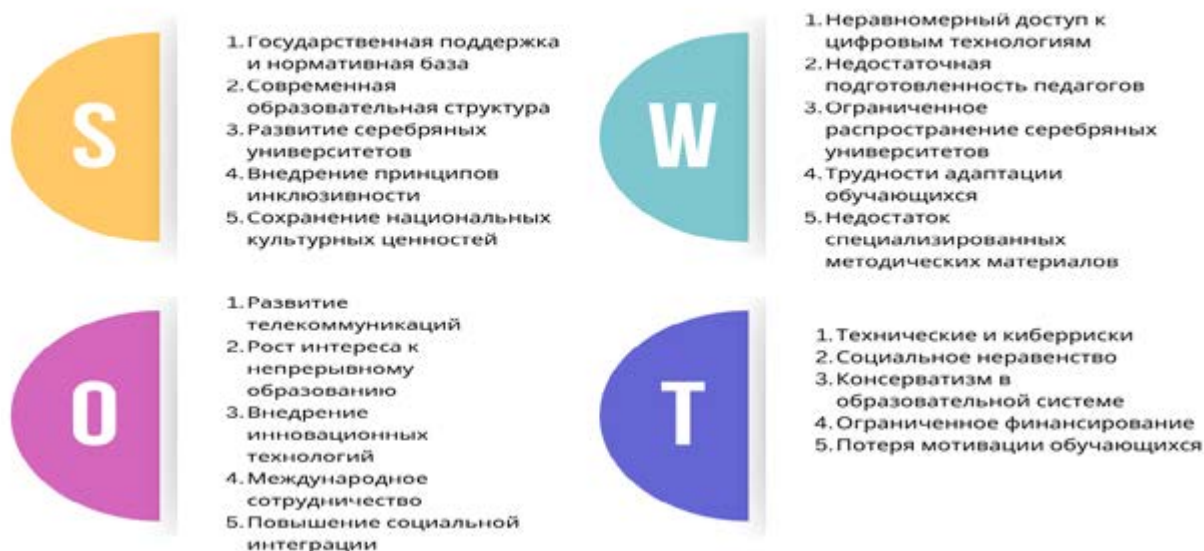 S
1. Государственная поддержка
и нормативная база
2. Современная
образовательная структура
3. Развитие серебряных
университетов
4. Внедрение принципов
инклюзивности
5. Сохранение национальных
культурных ценностей
W
1. Неравномерный доступ к
цифровым технологиям
2. Недостаточная
подготовленность педагогов
3. Ограниченное
распространение серебряных
университетов
4. Трудности адаптации
обучающихся
5. Недостаток
специализированных
методических материалов
O
1. Развитие
телекоммуникаций
2. Рост интереса к
непрерывному
образованию
3. Внедрение
инновационных
технологий
4. Международное
сотрудничество
5. Повышение социальной
интеграции
T
1. Технические и киберриски
2. Социальное неравенство
3. Консерватизм в
образовательной системе
4. Ограниченное финансирование
5. Потеря мотивации обучающихся